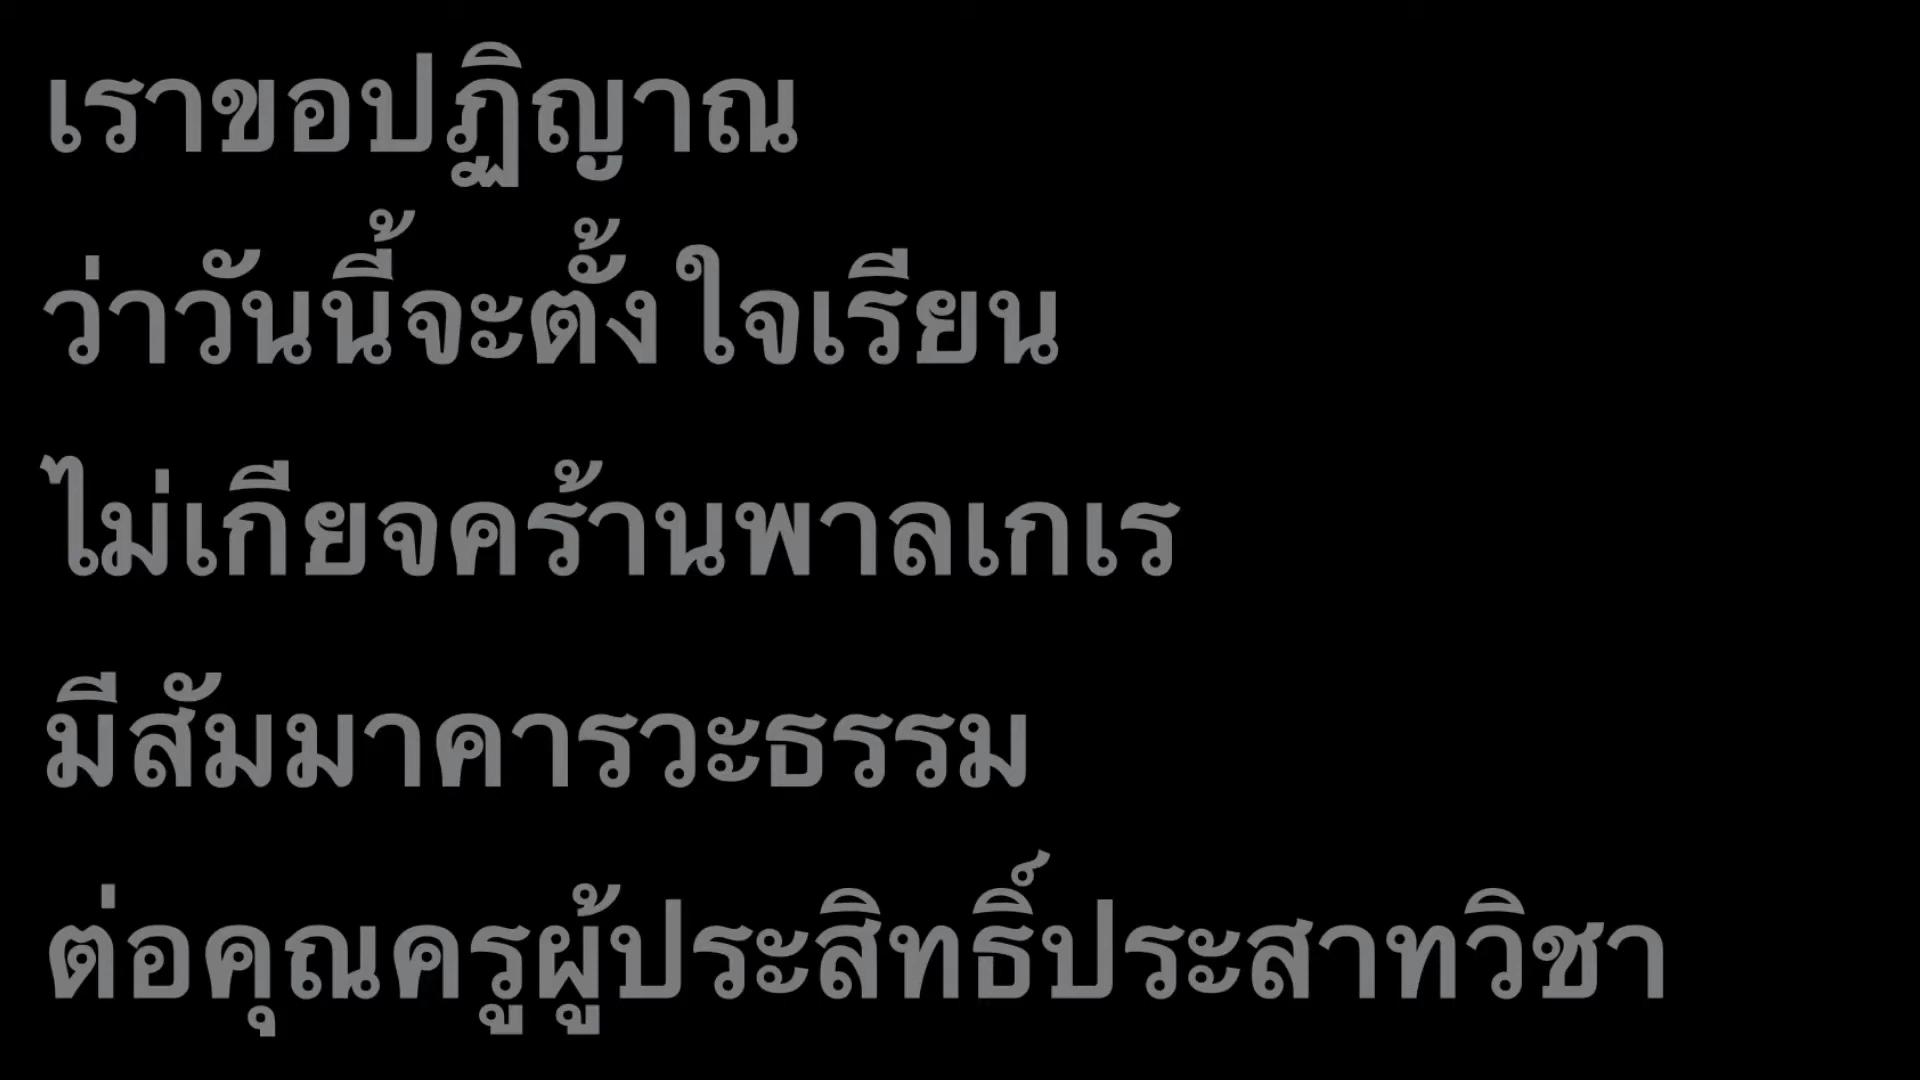 เราขอปฏิญาณ
ว่าวันนี้จะตั้งใจเรียน
ไม่เกียจคร้านพาลเกเร
มีสัมมาคารวะธรรม
ต่อคุณครูผู้ประสิทธิ์ประสาทวิชา